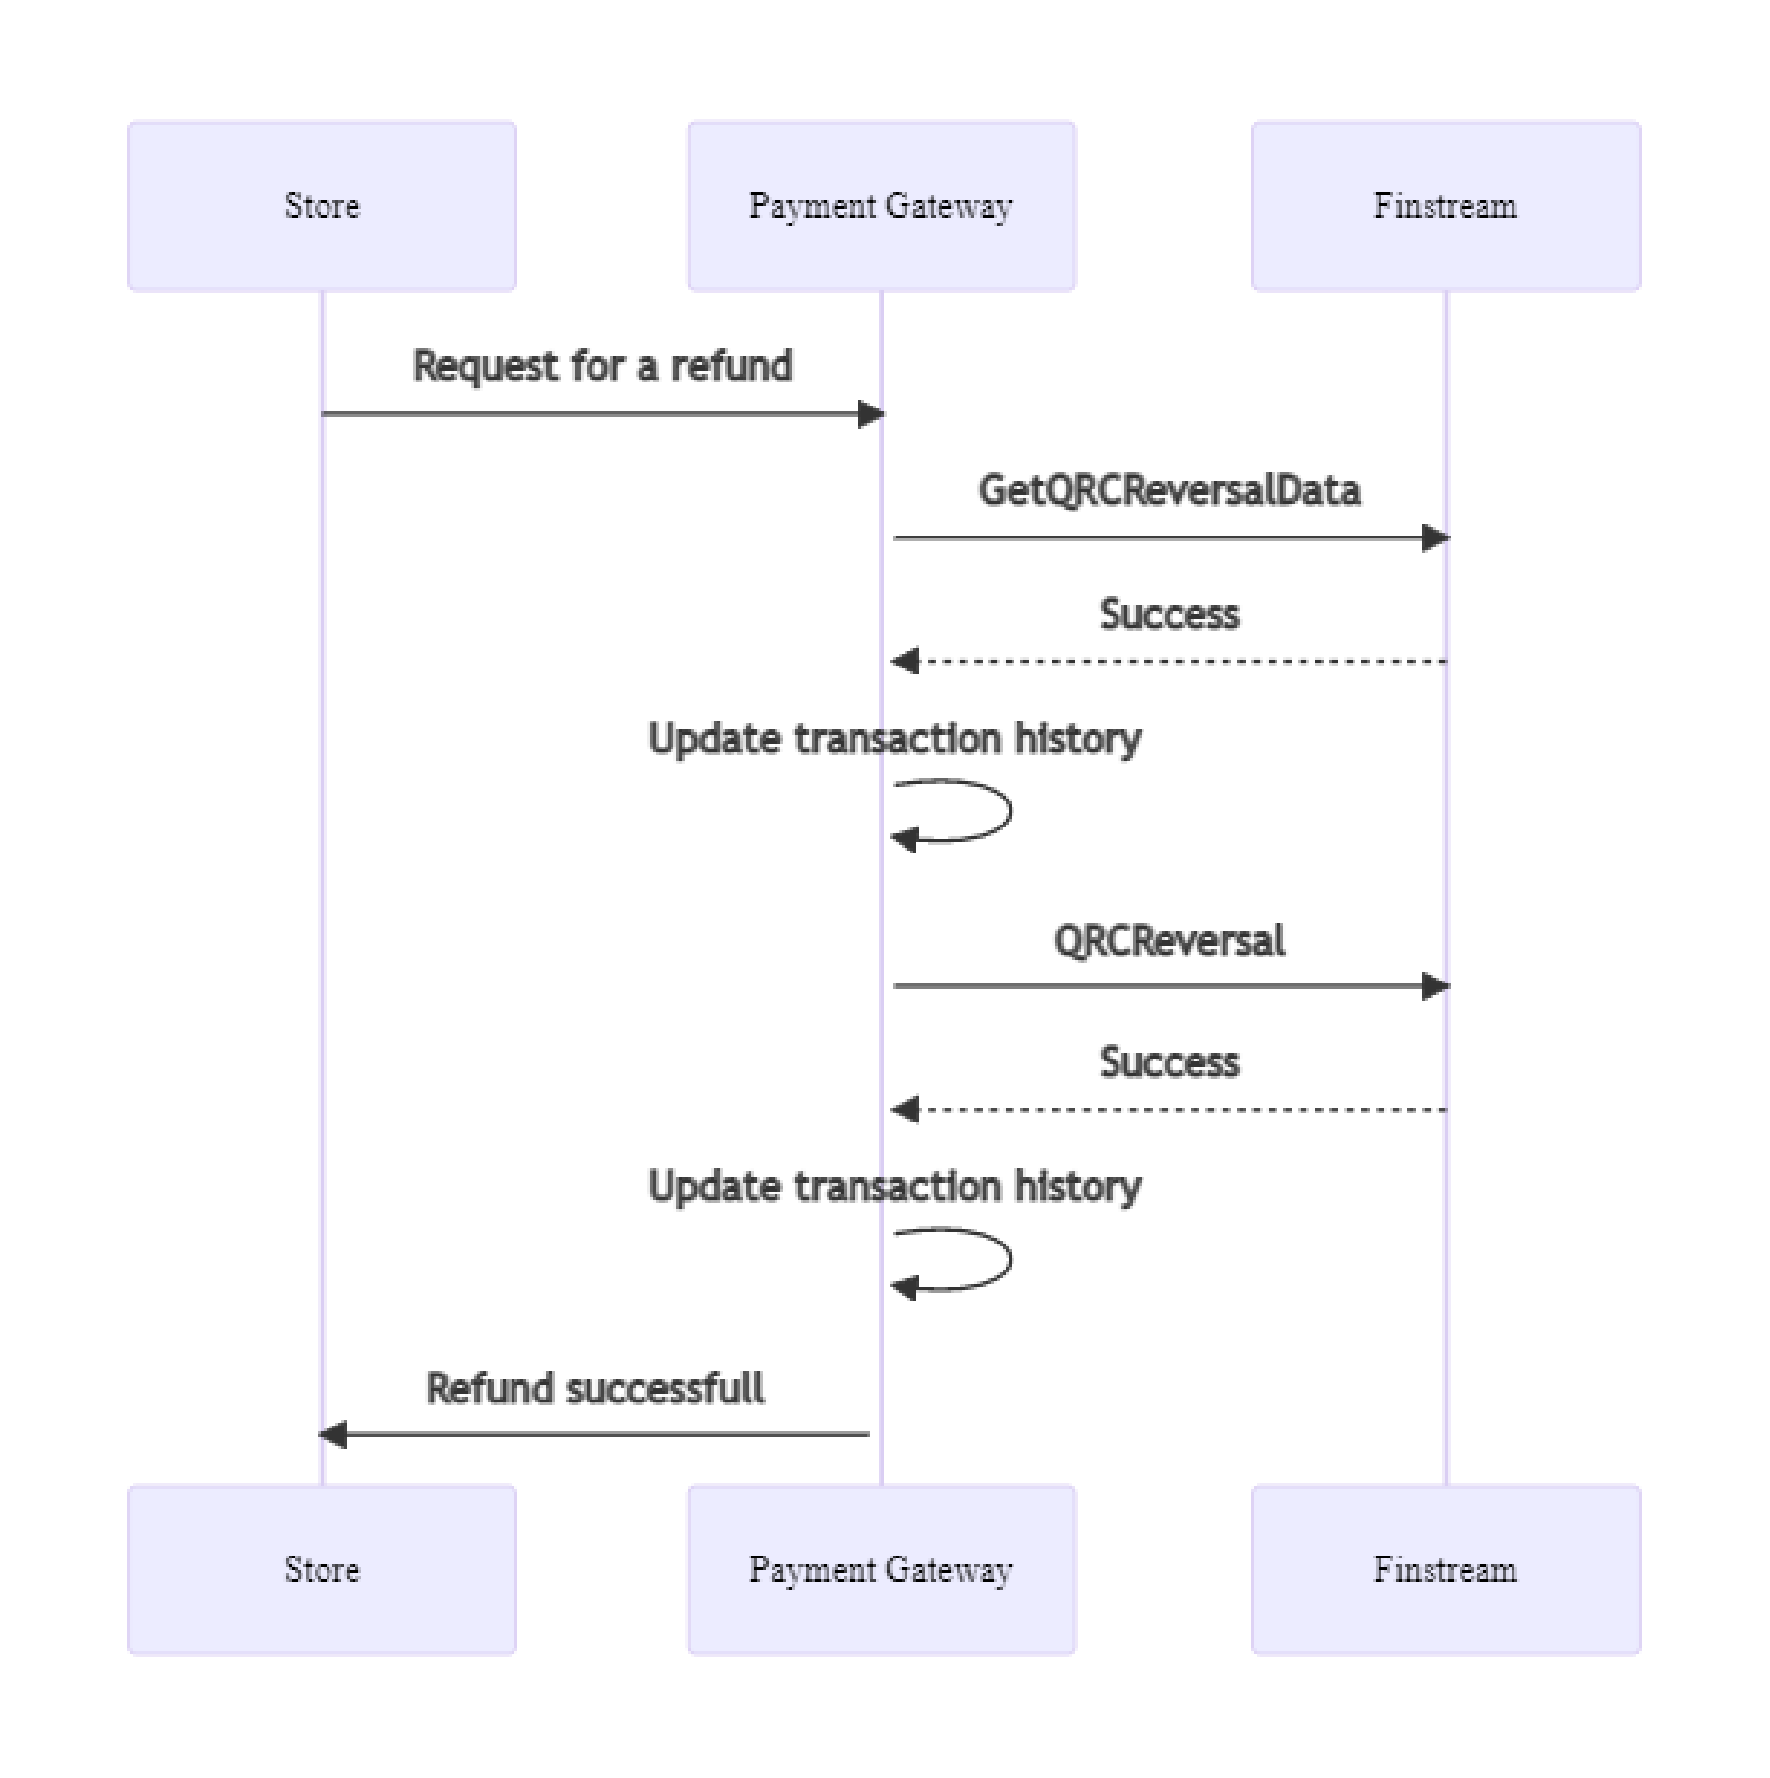 Store
Payment Gateway
Finstream
Request for a refund
GetQRCReversalData
Success
Update transaction history
QRCReversal
Success
Update transaction history
Refund successfull
Store
Payment Gateway
Finstream